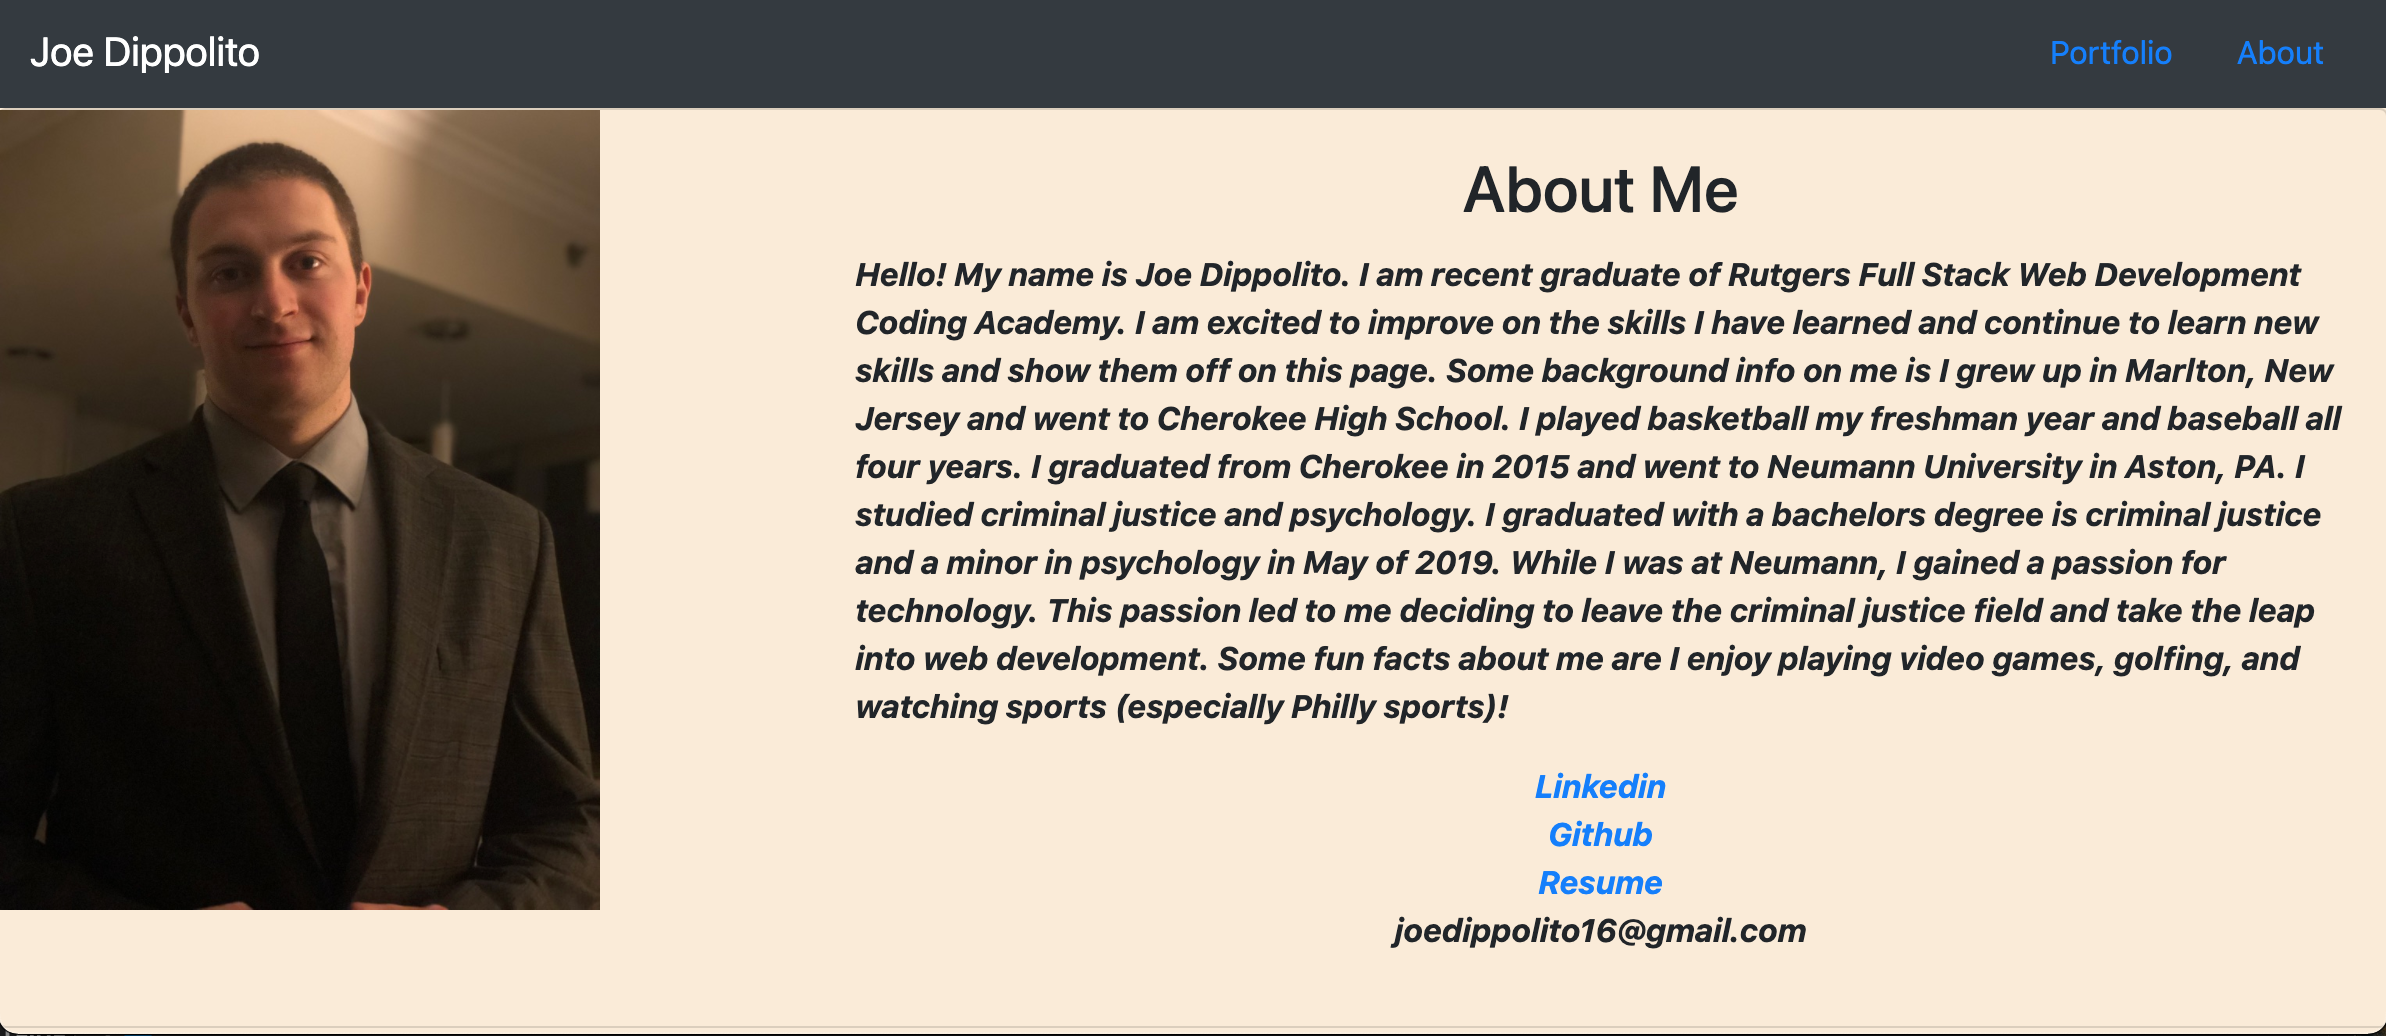 Joe Dippolito
Portfolio
About
About Me
Hello! My name is Joe Dippolito. I am recent graduate of Rutgers Full Stack Web Development
Coding Academy. I am excited to improve on the skills I have learned and continue to learn new
skills and show them off on this page. Some background info on me is I grew up in Marlton, New
Jersey and went to Cherokee High School. I played basketball my freshman year and baseball all
four years. I graduated from Cherokee in 2015 and went to Neumann University in Aston, PA. I
studied criminal justice and psychology. I graduated with a bachelors degree is criminal justice
and a minor in psychology in May of 2019. While I was at Neumann, I gained a passion for
technology. This passion led to me deciding to leave the criminal justice field and take the leap
into web development. Some fun facts about me are I enjoy playing video games, golfing, and
watching sports (especially Philly sports)!
Linkedin
Github
Resume
joedippolito16@gmail.com